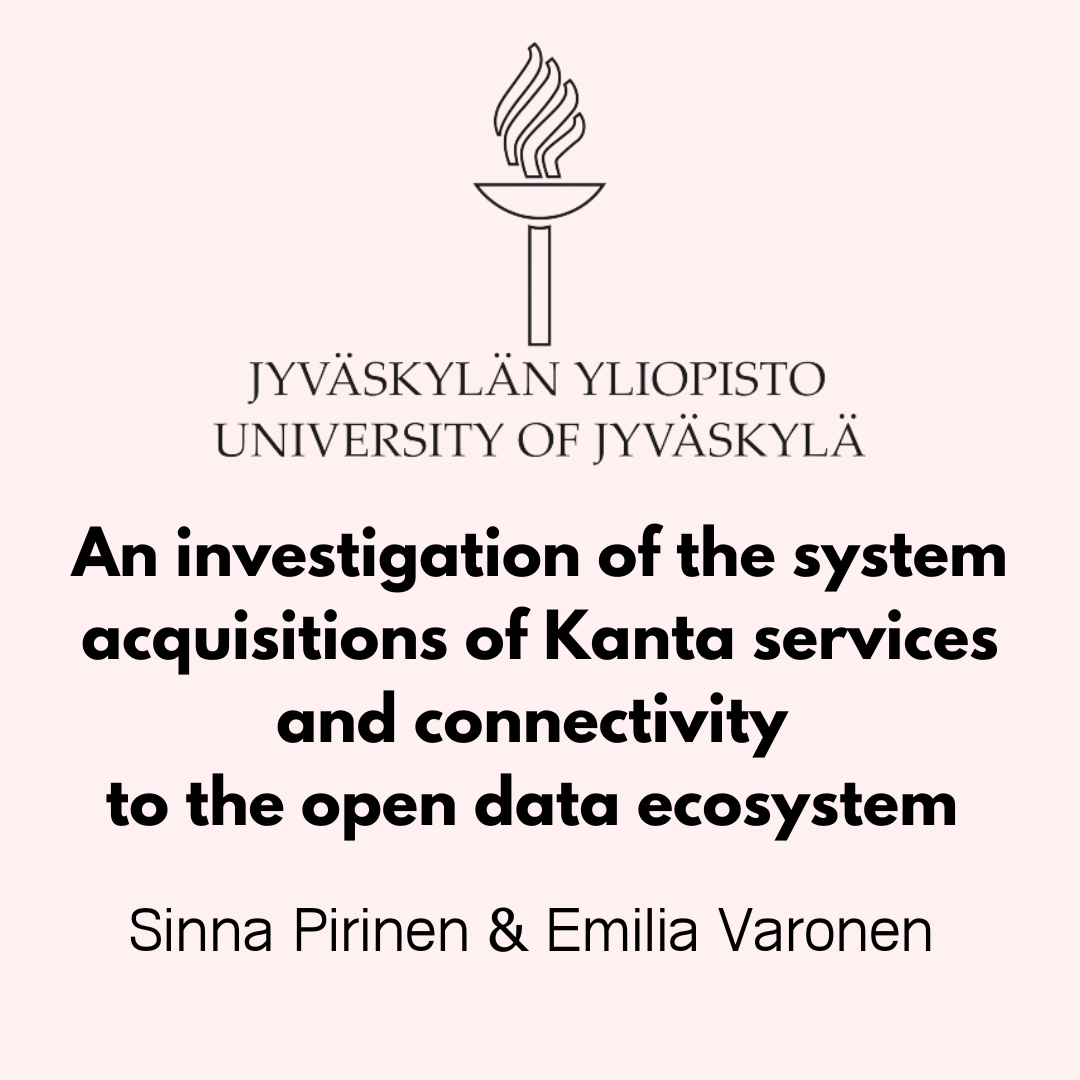 JYVÄSKYLÄN YLIOPISTO
UNIVERSITY OF JYVÄSKYLÄ
An investigation of the system
acquisitions of Kanta services
and connectivity
to the open data ecosystem
Sinna Pirinen & Emilia Varonen